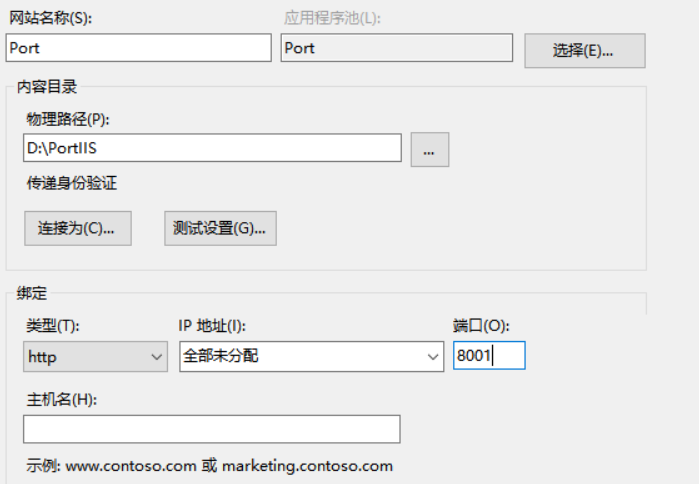 网站名称(S): 应用程序池(L):
Port Port 选择(E)...
内容目录
物理路径(P):
D:\PortIIS ...
传递身份验证
连接为(C)... 测试设置(G)...
绑定
类型(T): IP 地址(I): 端口(O):
http 全部未分配 8001
主机名(H):
示例: www.contoso.com 或 marketing.contoso.com